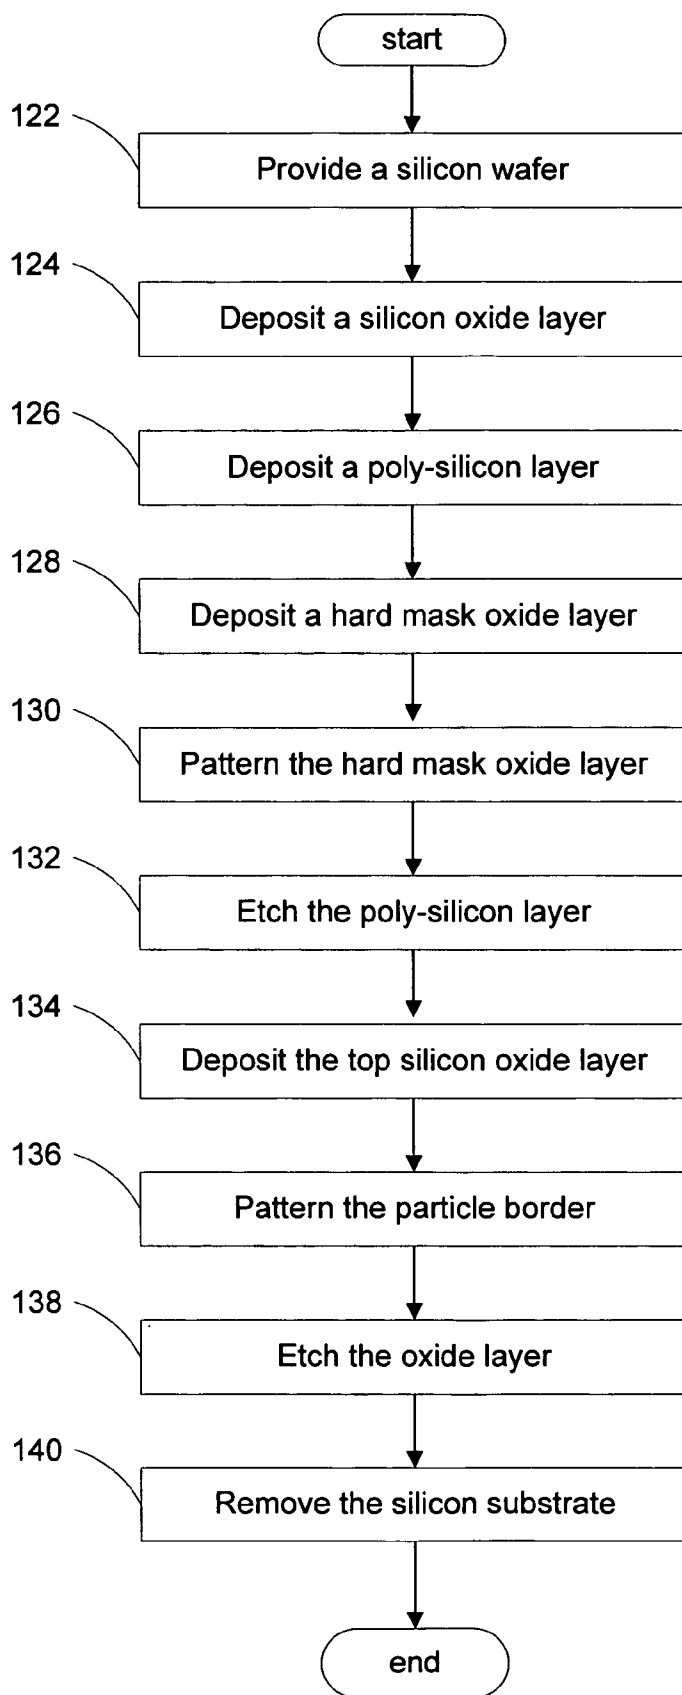 start
122
Provide a silicon wafer
124
Deposit a silicon oxide layer
126
Deposit a poly-silicon layer
128
Deposit a hard mask oxide layer
130
Pattern the hard mask oxide layer
132
Etch the poly-silicon layer
134
Deposit the top silicon oxide layer
136
Pattern the particle border
138
Etch the oxide layer
140
Remove the silicon substrate
end